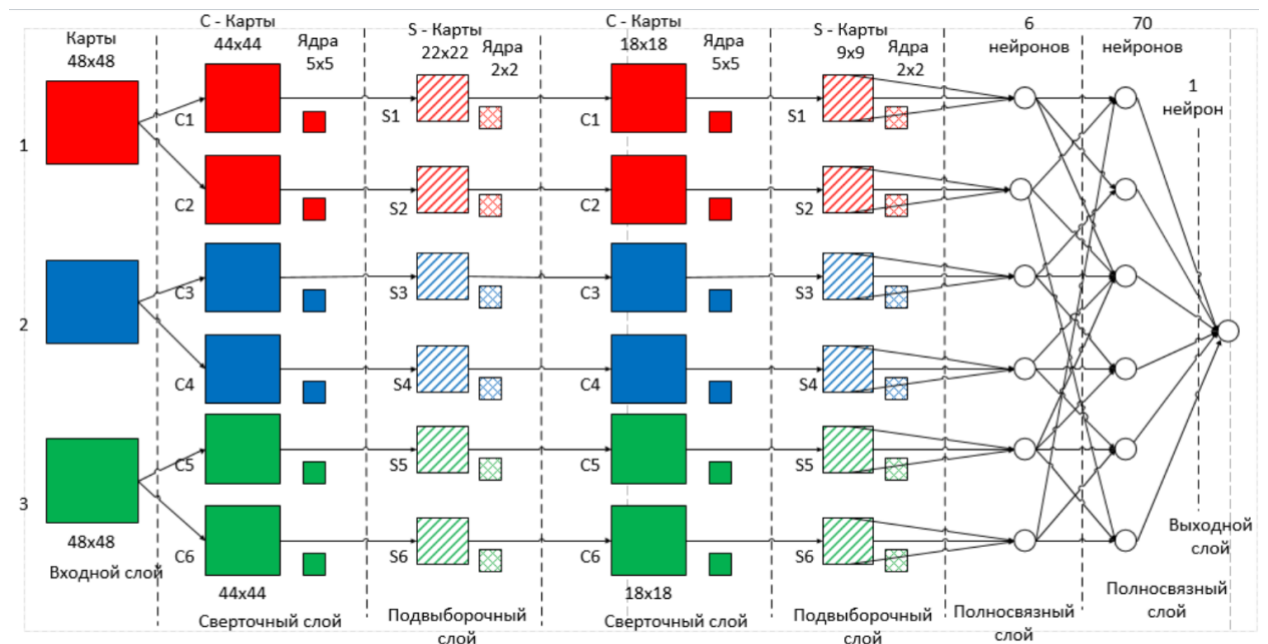 Карты
48x48
1
2
3
48x48
Входной слой
С - Карты
44x44
Ядра
5x5
C1
C2
C3
C4
C5
C6
44x44
Сверточный слой
S - Карты
22x22
Ядра
2x2
S1
S2
S3
S4
S5
S6
Подвыборочный
слой
С - Карты
18x18
Ядра
5x5
C1
C2
C3
C4
C5
C6
18x18
Сверточный слой
S - Карты
9x9
Ядра
2x2
S1
S2
S3
S4
S5
S6
Подвыборочный
слой
6
нейронов
Полносвязный
слой
70
нейронов
Полносвязный
слой
1
нейрон
Выходной
слой